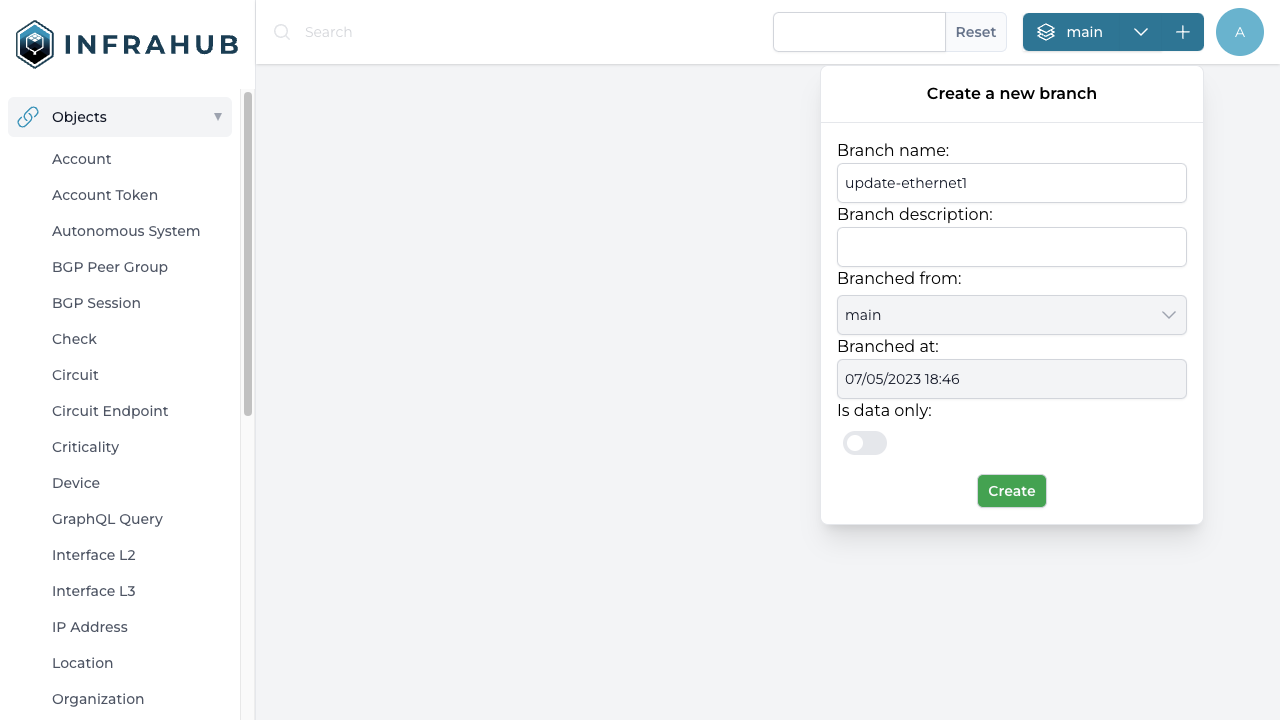 INFRAHUB
Search
Reset
main
A
Objects
Account
Account Token
Autonomous System
BGP Peer Group
BGP Session
Check
Circuit
Circuit Endpoint
Criticality
Device
GraphQL Query
Interface L2
Interface L3
IP Address
Location
Organization
Create a new branch
Branch name:
update-ethernet1
Branch description:
Branched from:
main
Branched at:
07/05/2023 18:46
Is data only:
Create